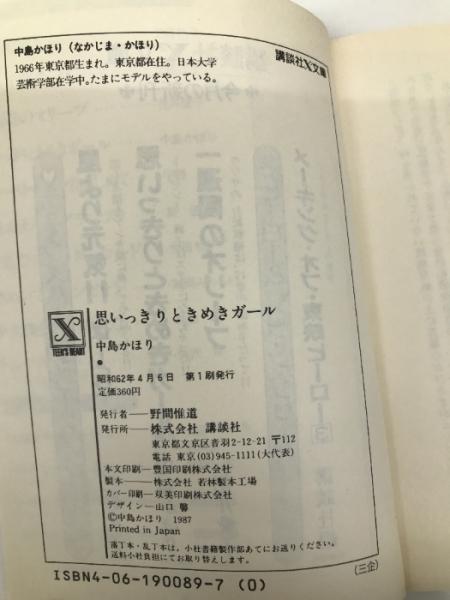 講談社X文庫
中島かほり（なかじま・かほり）
1966年東京都生まれ。東京都在住。日本大学
芸術学部在学中。たまにモデルをやっている。
X
TEEN'S HEART
思いっきりときめきガール
中島かほり
●
昭和62年4月6日 第1刷発行
定価360円
発行者──野間惟道
発行所──株式会社 講談社
東京都文京区音羽2-12-21 〒112
電話 東京(03)945-1111(大代表)
本文印刷─豊国印刷株式会社
製本───株式会社 若林製本工場
カバー印刷─双美印刷株式会社
デザイン─山口 馨
©中島かほり 1987
Printed in Japan
落丁本・乱丁本は、小社書籍製作部あてにお送りください。
送料小社負担にてお取り替えします。
ISBN4-06-190089-7 (0)
(三企)